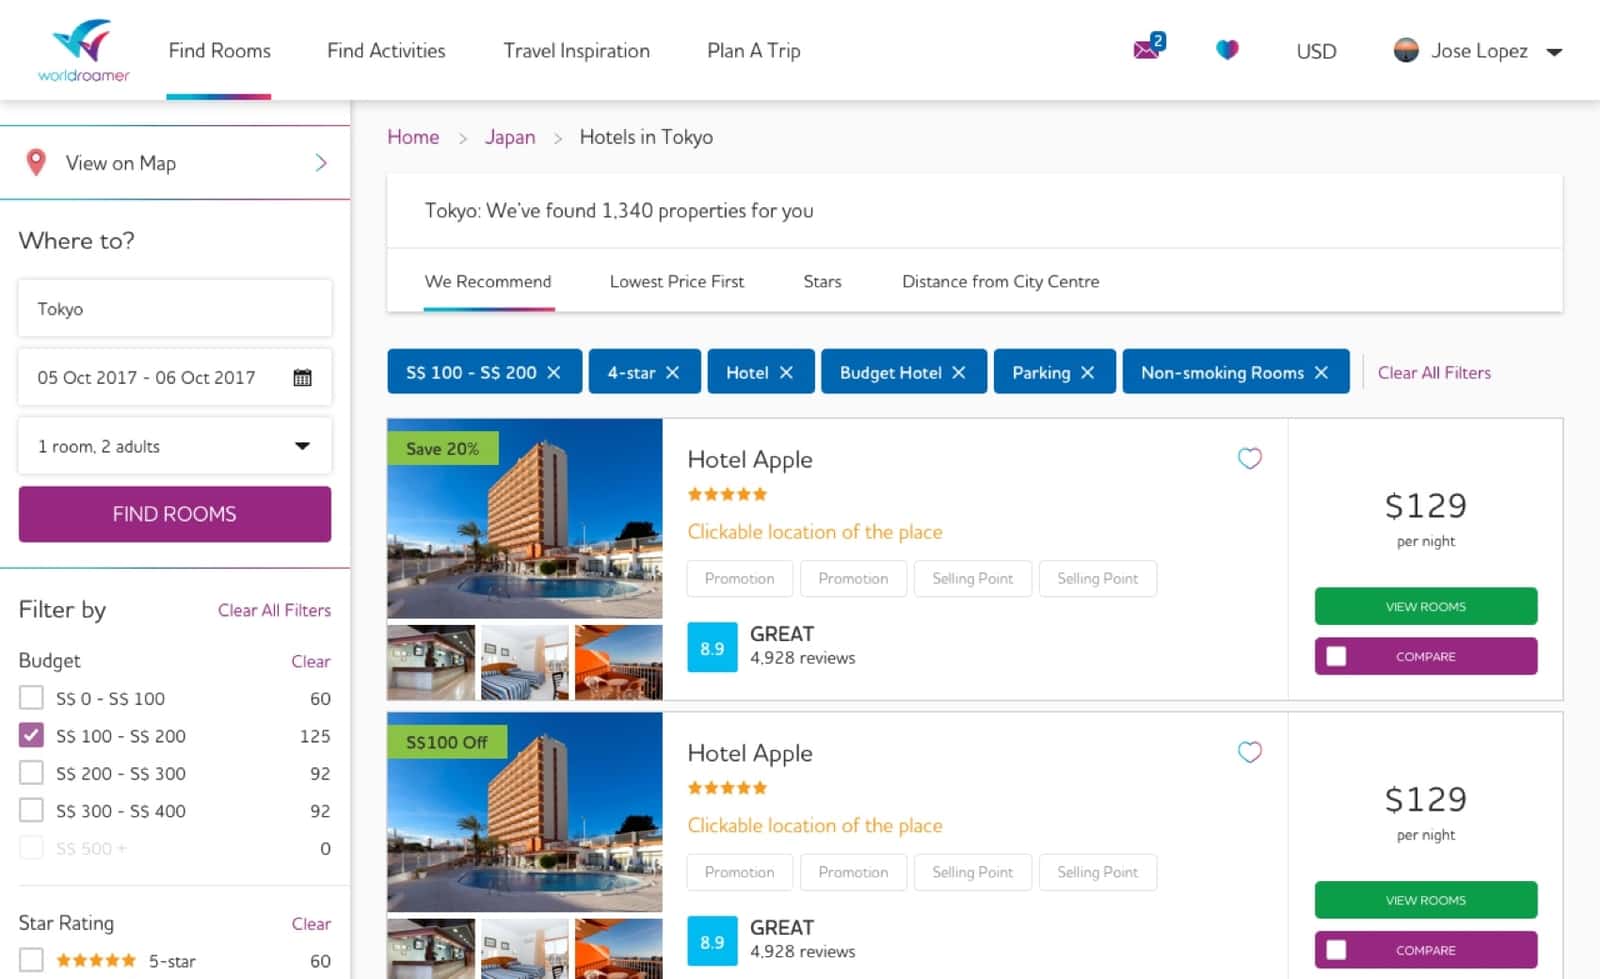 worldroamer
Find Rooms
Find Activities
Travel Inspiration
Plan A Trip
2
USD
Jose Lopez
View on Map
Where to?
Tokyo
05 Oct 2017 - 06 Oct 2017
1 room, 2 adults
FIND ROOMS
Filter by
Clear All Filters
Budget
Clear
S$ 0 - S$ 100
60
S$ 100 - S$ 200
125
S$ 200 - S$ 300
92
S$ 300 - S$ 400
92
S$ 500 +
0
Star Rating
Clear
5-star
60
Home > Japan > Hotels in Tokyo
Tokyo: We've found 1,340 properties for you
We Recommend
Lowest Price First
Stars
Distance from City Centre
S$ 100 - S$ 200
4-star
Hotel
Budget Hotel
Parking
Non-smoking Rooms
Clear All Filters
Save 20%
Hotel Apple
Clickable location of the place
Promotion
Promotion
Selling Point
Selling Point
8.9
GREAT
4,928 reviews
$129
per night
VIEW ROOMS
COMPARE
S$100 Off
Hotel Apple
Clickable location of the place
Promotion
Promotion
Selling Point
Selling Point
8.9
GREAT
4,928 reviews
$129
per night
VIEW ROOMS
COMPARE